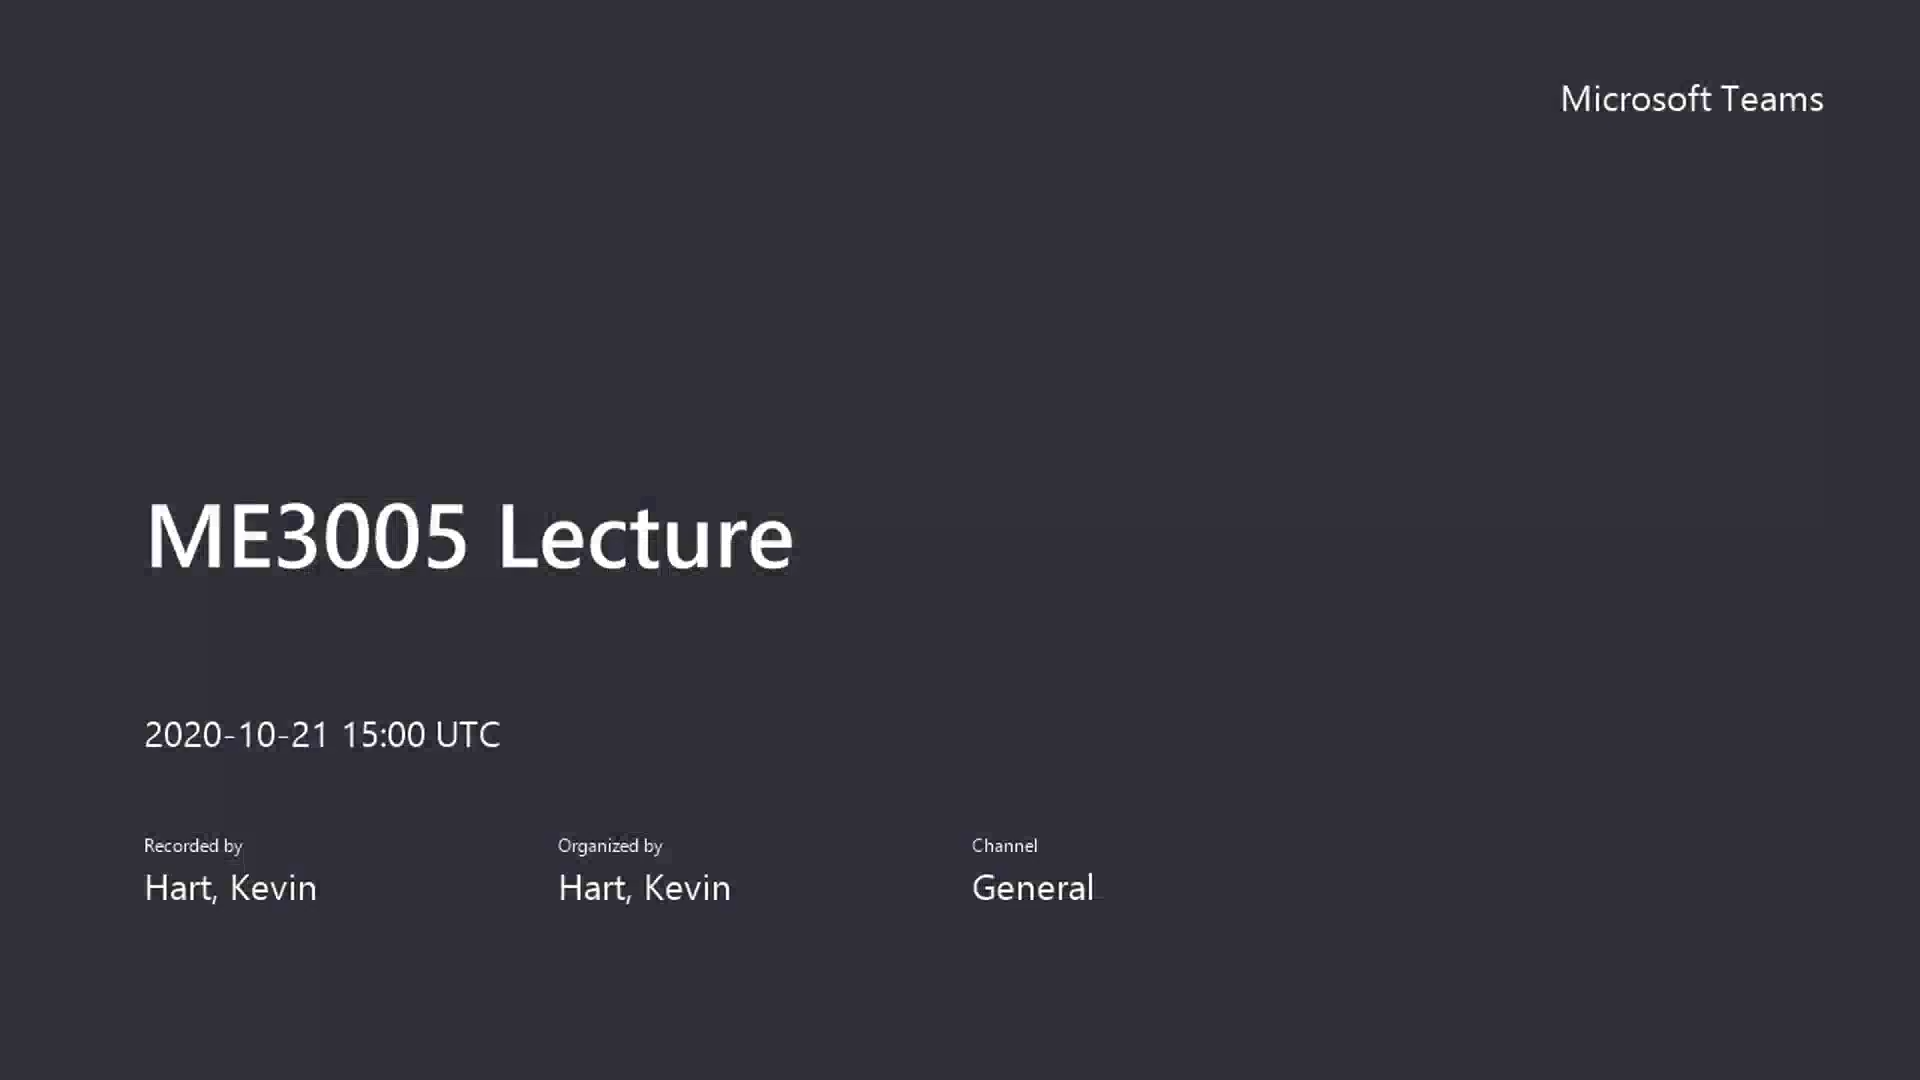 Microsoft Teams
ME3005 Lecture
2020-10-21 15:00 UTC
Recorded by
Hart, Kevin
Organized by
Hart, Kevin
Channel
General